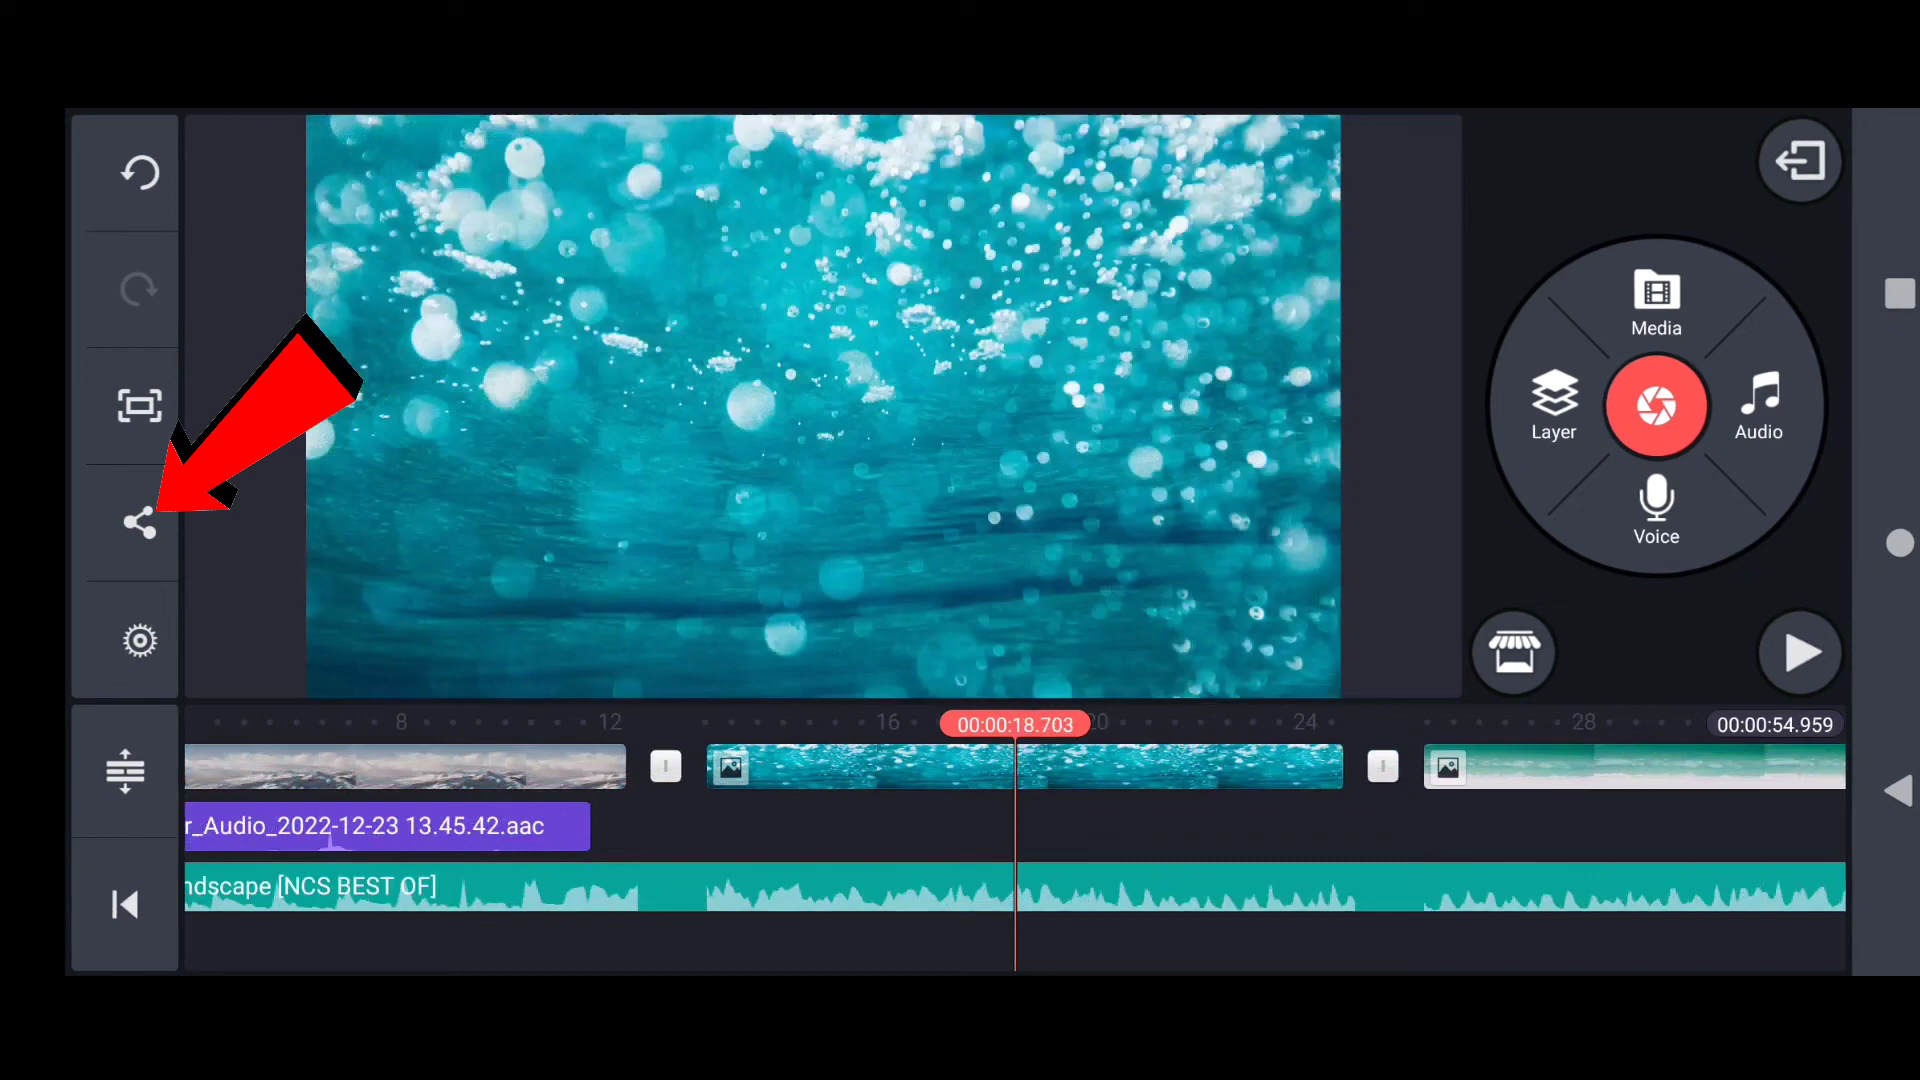 Media
Layer
Audio
Voice
8
12
16
00:00:18.703
20
24
28
00:00:54.959
r_Audio_2022-12-23 13.45.42.aac
ndscape [NCS BEST OF]